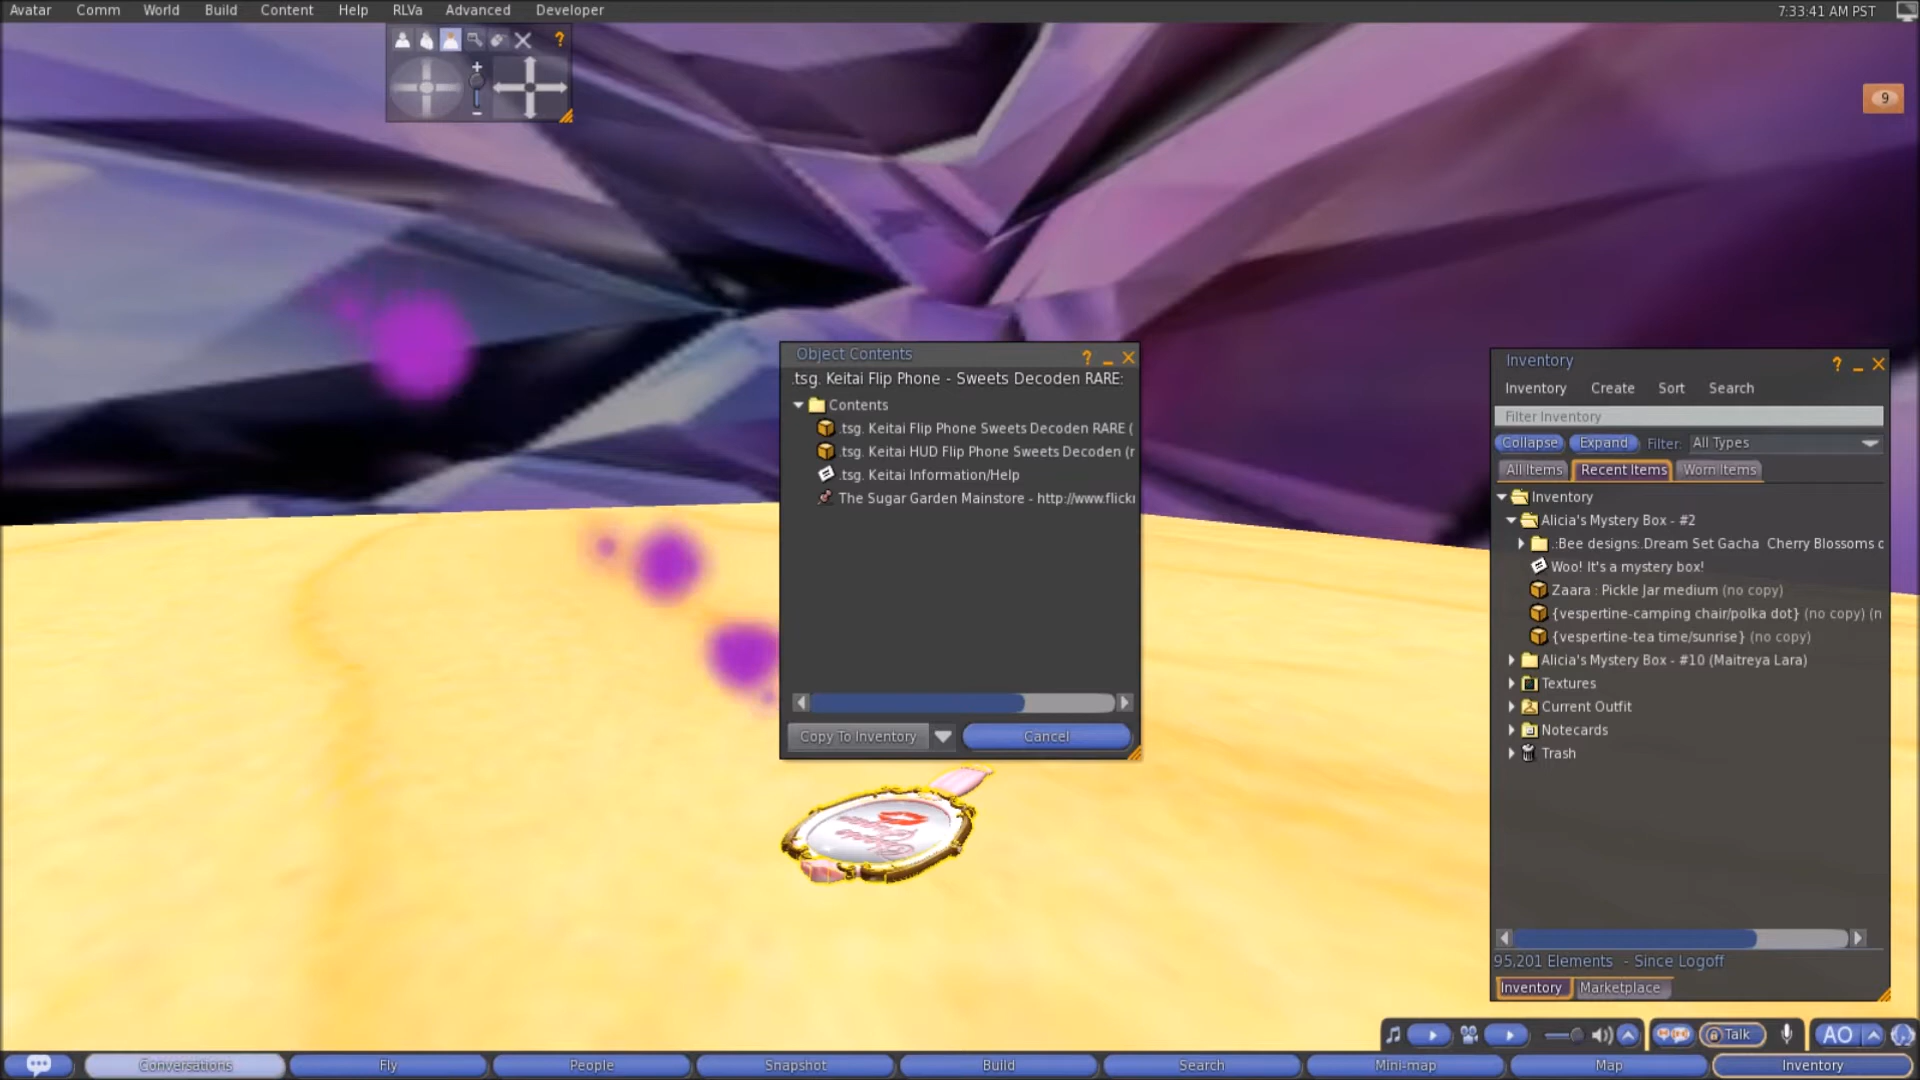 Avatar Comm World Build Content Help RLVa Advanced Developer
7:33:41 AM PST
?
9
Object Contents
.tsg. Keitai Flip Phone - Sweets Decoden RARE:
Contents
.tsg. Keitai Flip Phone Sweets Decoden RARE (
.tsg. Keitai HUD Flip Phone Sweets Decoden (r
.tsg. Keitai Information/Help
The Sugar Garden Mainstore - http://www.flickr
Copy To Inventory Cancel
Inventory
Inventory Create Sort Search
Filter Inventory
Collapse Expand Filter: All Types
All Items Recent Items Worn Items
Inventory
Alicia's Mystery Box - #2
.:Bee designs:.Dream Set Gacha Cherry Blossoms c
Woo! It's a mystery box!
Zaara : Pickle Jar medium (no copy)
{vespertine-camping chair/polka dot} (no copy) (n
{vespertine-tea time/sunrise} (no copy)
Alicia's Mystery Box - #10 (Maitreya Lara)
Textures
Current Outfit
Notecards
Trash
95,201 Elements - Since Logoff
Inventory Marketplace
Talk AO
Conversations Fly People Snapshot Build Search Mini-map Map Inventory